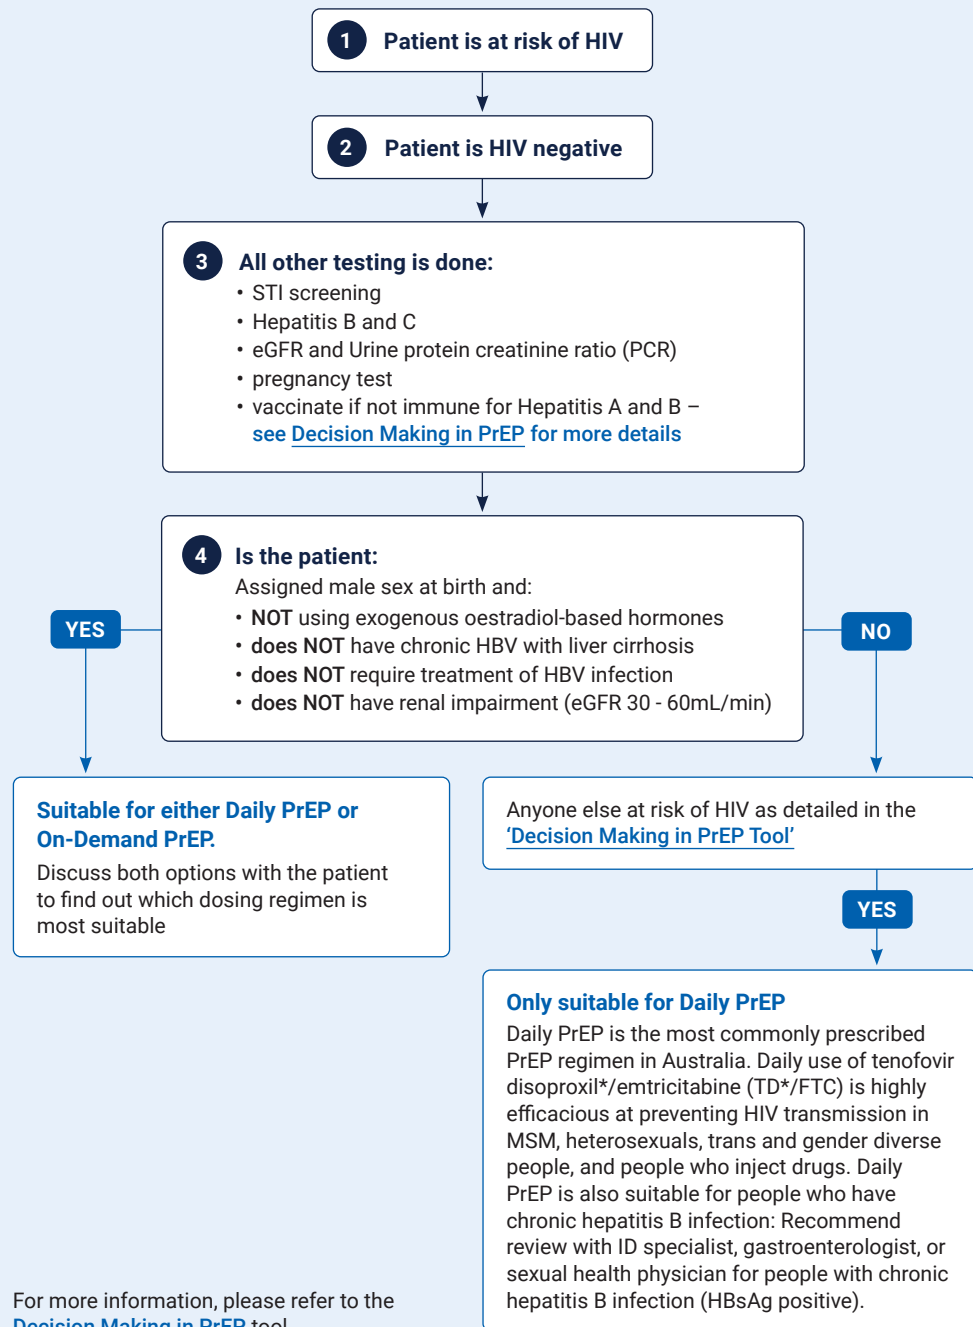 1 Patient is at risk of HIV
2 Patient is HIV negative
3 All other testing is done:
• STI screening
• Hepatitis B and C
• eGFR and Urine protein creatinine ratio (PCR)
• pregnancy test
• vaccinate if not immune for Hepatitis A and B –
see Decision Making in PrEP for more details
4 Is the patient:
Assigned male sex at birth and:
• NOT using exogenous oestradiol-based hormones
• does NOT have chronic HBV with liver cirrhosis
• does NOT require treatment of HBV infection
• does NOT have renal impairment (eGFR 30 - 60mL/min)
YES
NO
Suitable for either Daily PrEP or
On-Demand PrEP.
Discuss both options with the patient
to find out which dosing regimen is
most suitable
Anyone else at risk of HIV as detailed in the
‘Decision Making in PrEP Tool’
YES
Only suitable for Daily PrEP
Daily PrEP is the most commonly prescribed
PrEP regimen in Australia. Daily use of tenofovir
disoproxil*/emtricitabine (TD*/FTC) is highly
efficacious at preventing HIV transmission in
MSM, heterosexuals, trans and gender diverse
people, and people who inject drugs. Daily
PrEP is also suitable for people who have
chronic hepatitis B infection: Recommend
review with ID specialist, gastroenterologist, or
sexual health physician for people with chronic
hepatitis B infection (HBsAg positive).
For more information, please refer to the
Decision Making in PrEP tool